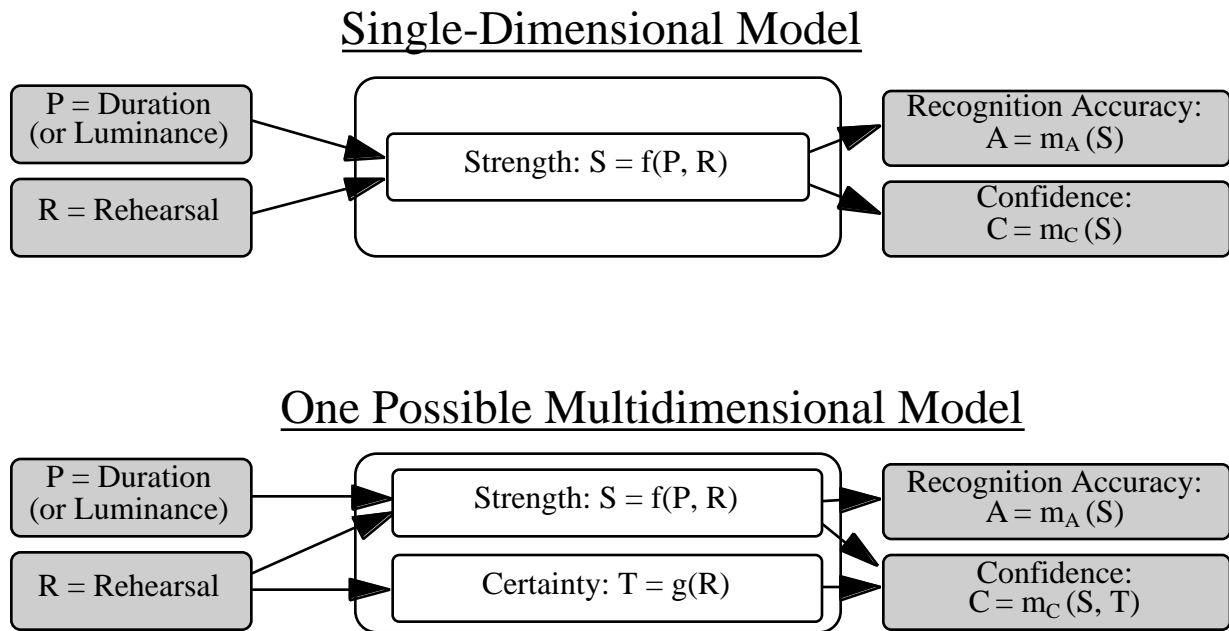 Single-Dimensional Model
P = Duration
(or Luminance)
R = Rehearsal
Strength: S = f(P, R)
Recognition Accuracy:
A = mA (S)
Confidence:
C = mC (S)
One Possible Multidimensional Model
P = Duration
(or Luminance)
R = Rehearsal
Strength: S = f(P, R)
Certainty: T = g(R)
Recognition Accuracy:
A = mA (S)
Confidence:
C = mC (S, T)